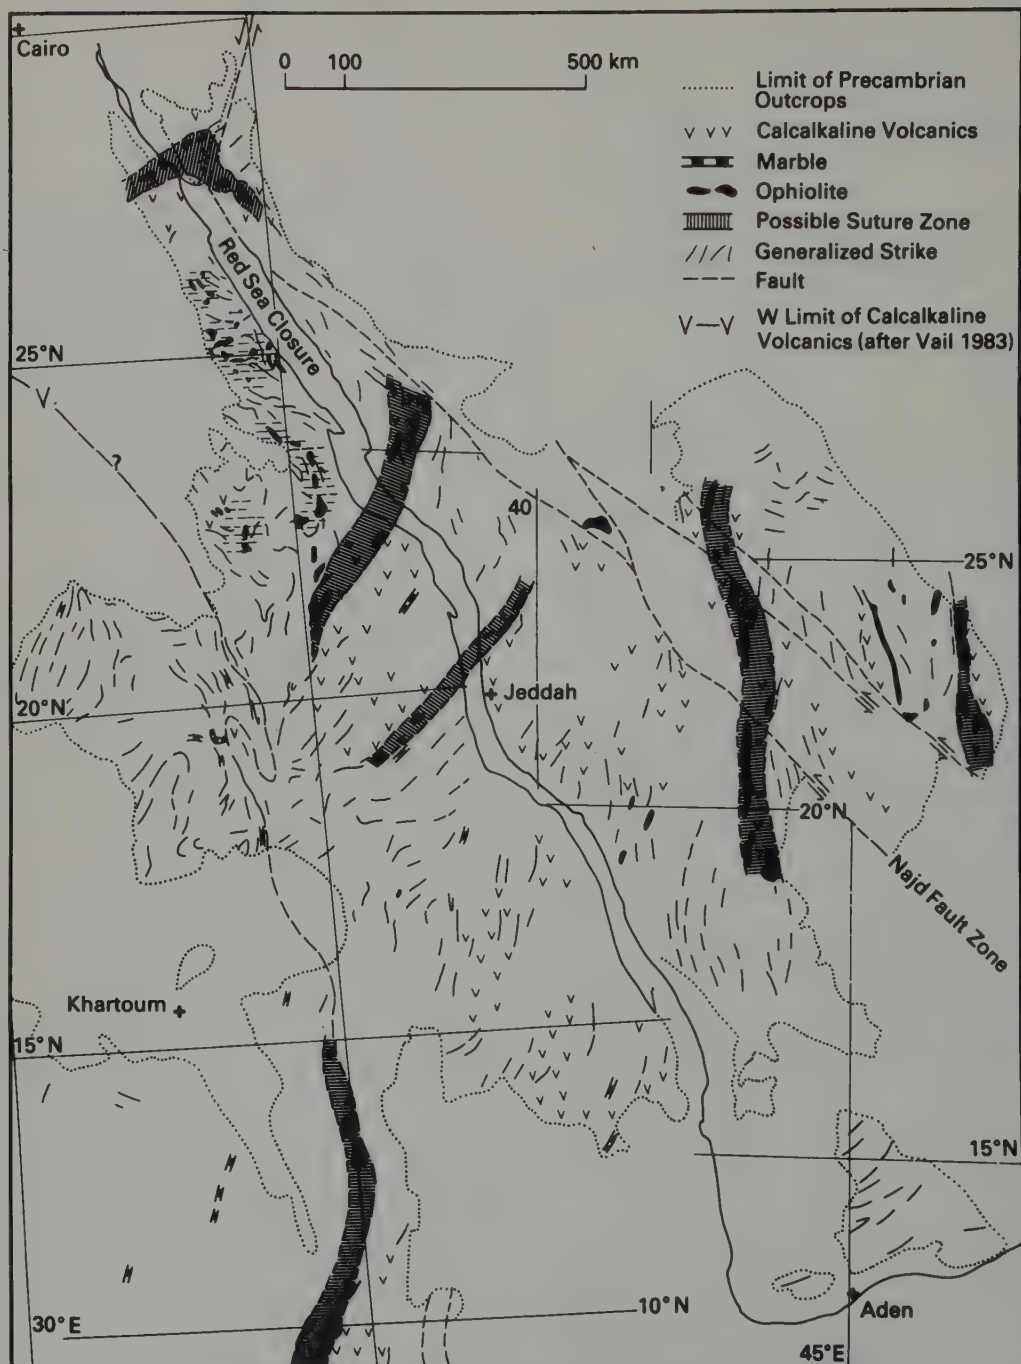 Cairo
0 100 500 km
Limit of Precambrian
Outcrops
Calcalkaline Volcanics
Marble
Ophiolite
Possible Suture Zone
Generalized Strike
Fault
V—V W Limit of Calcalkaline
Volcanics (after Vail 1983)
Red Sea Closure
25°N
V
?
40
25°N
20°N
Jeddah
20°N
Najd Fault Zone
Khartoum
15°N
15°N
10°N
30°E
Aden
45°E